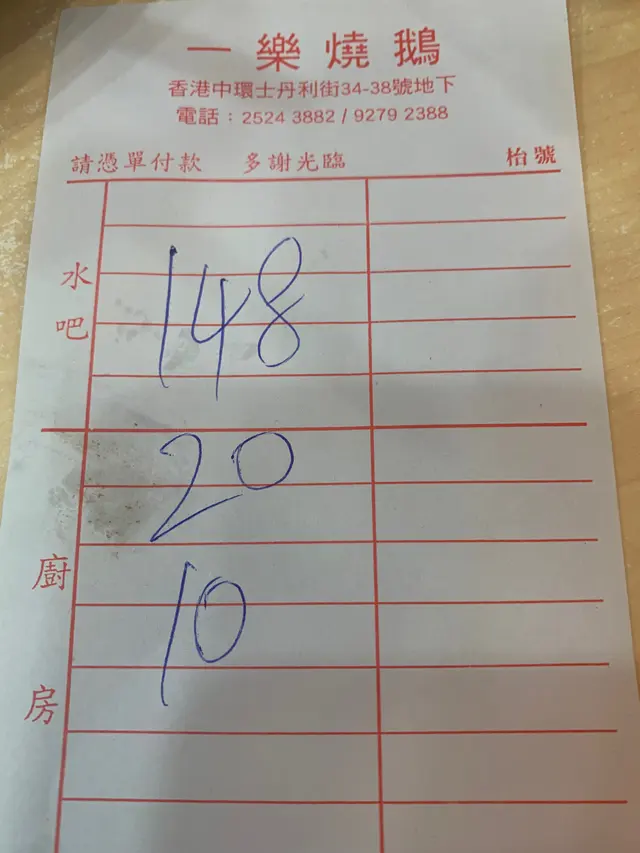 一樂燒鵝
香港中環士丹利街34-38號地下
電話：2524 3882 / 9279 2388
請憑單付款 多謝光臨 枱號
水吧
148
20
10
廚房